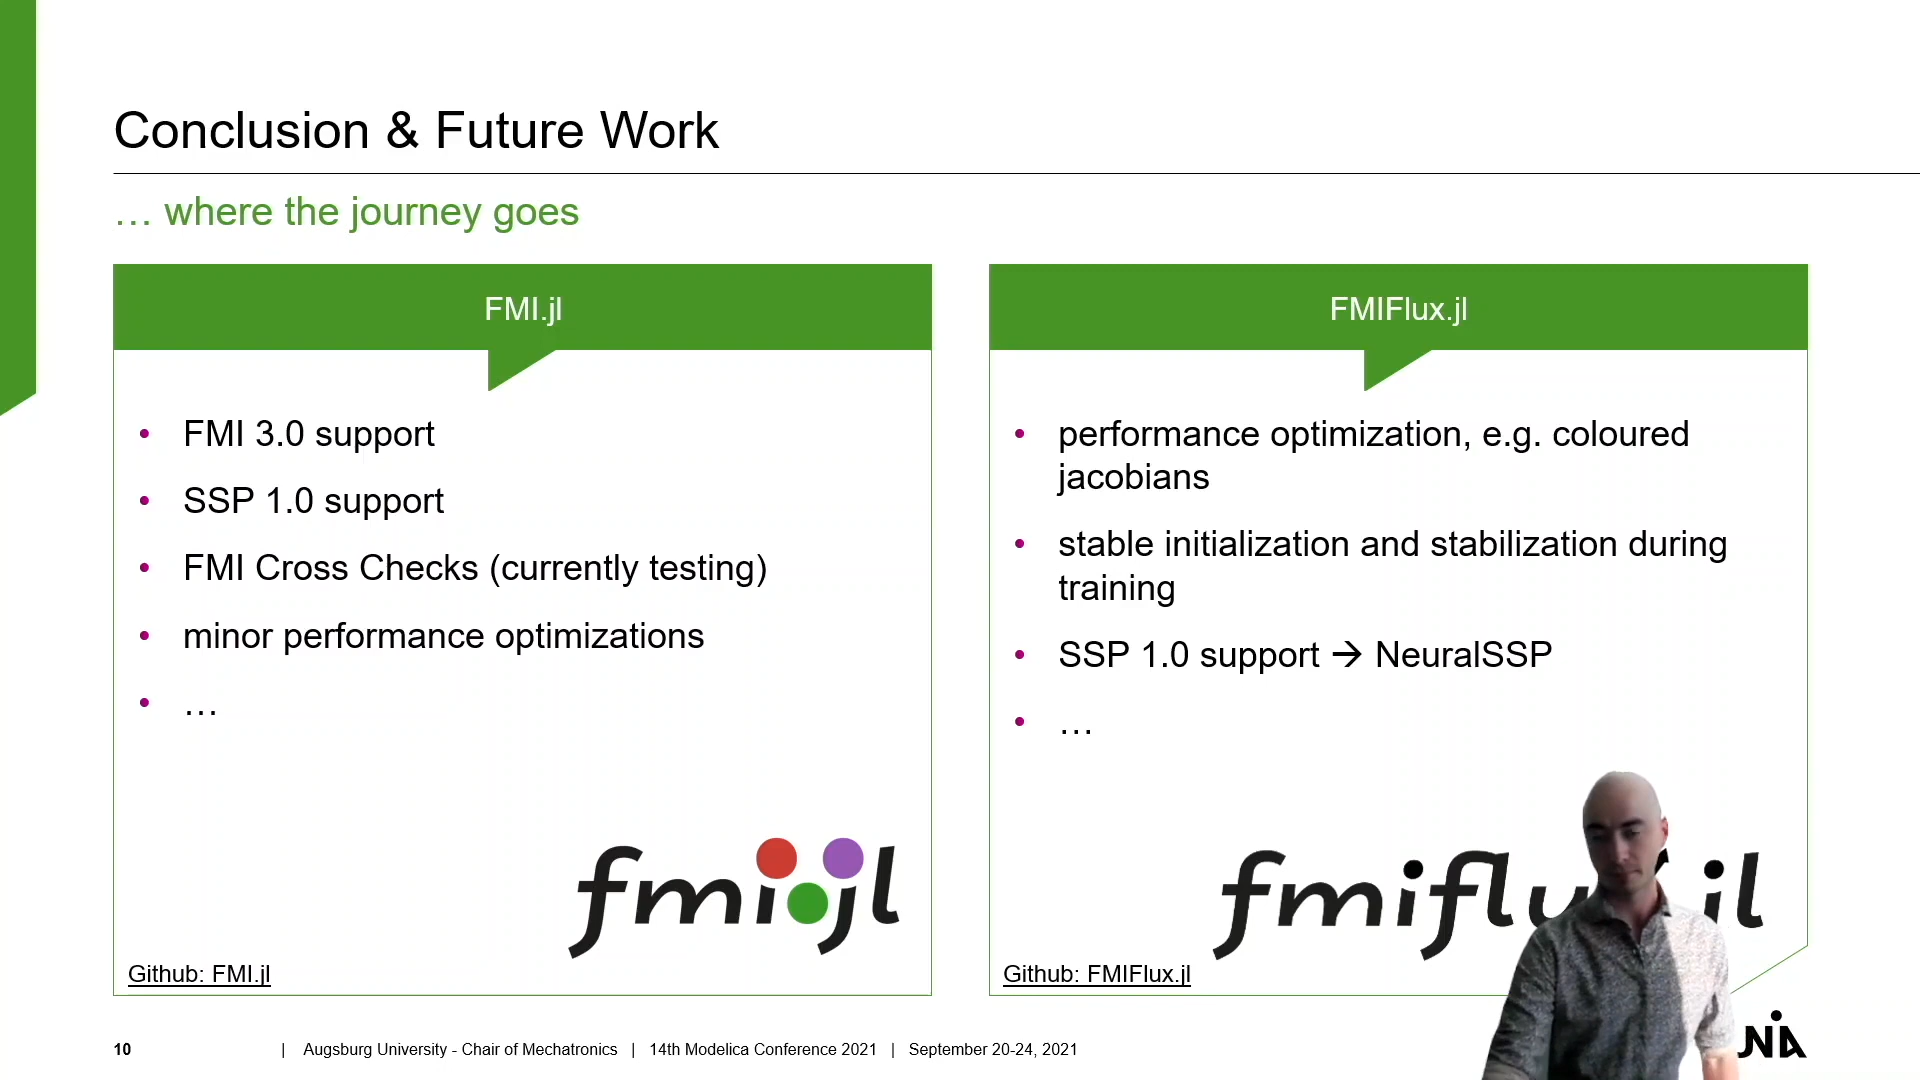 Conclusion & Future Work
… where the journey goes
FMI.jl
• FMI 3.0 support
• SSP 1.0 support
• FMI Cross Checks (currently testing)
• minor performance optimizations
• …
fmi.jl
Github: FMI.jl
FMIFlux.jl
• performance optimization, e.g. coloured
jacobians
• stable initialization and stabilization during
training
• SSP 1.0 support → NeuralSSP
• …
Github: FMIFlux.jl
10 | Augsburg University - Chair of Mechatronics | 14th Modelica Conference 2021 | September 20-24, 2021